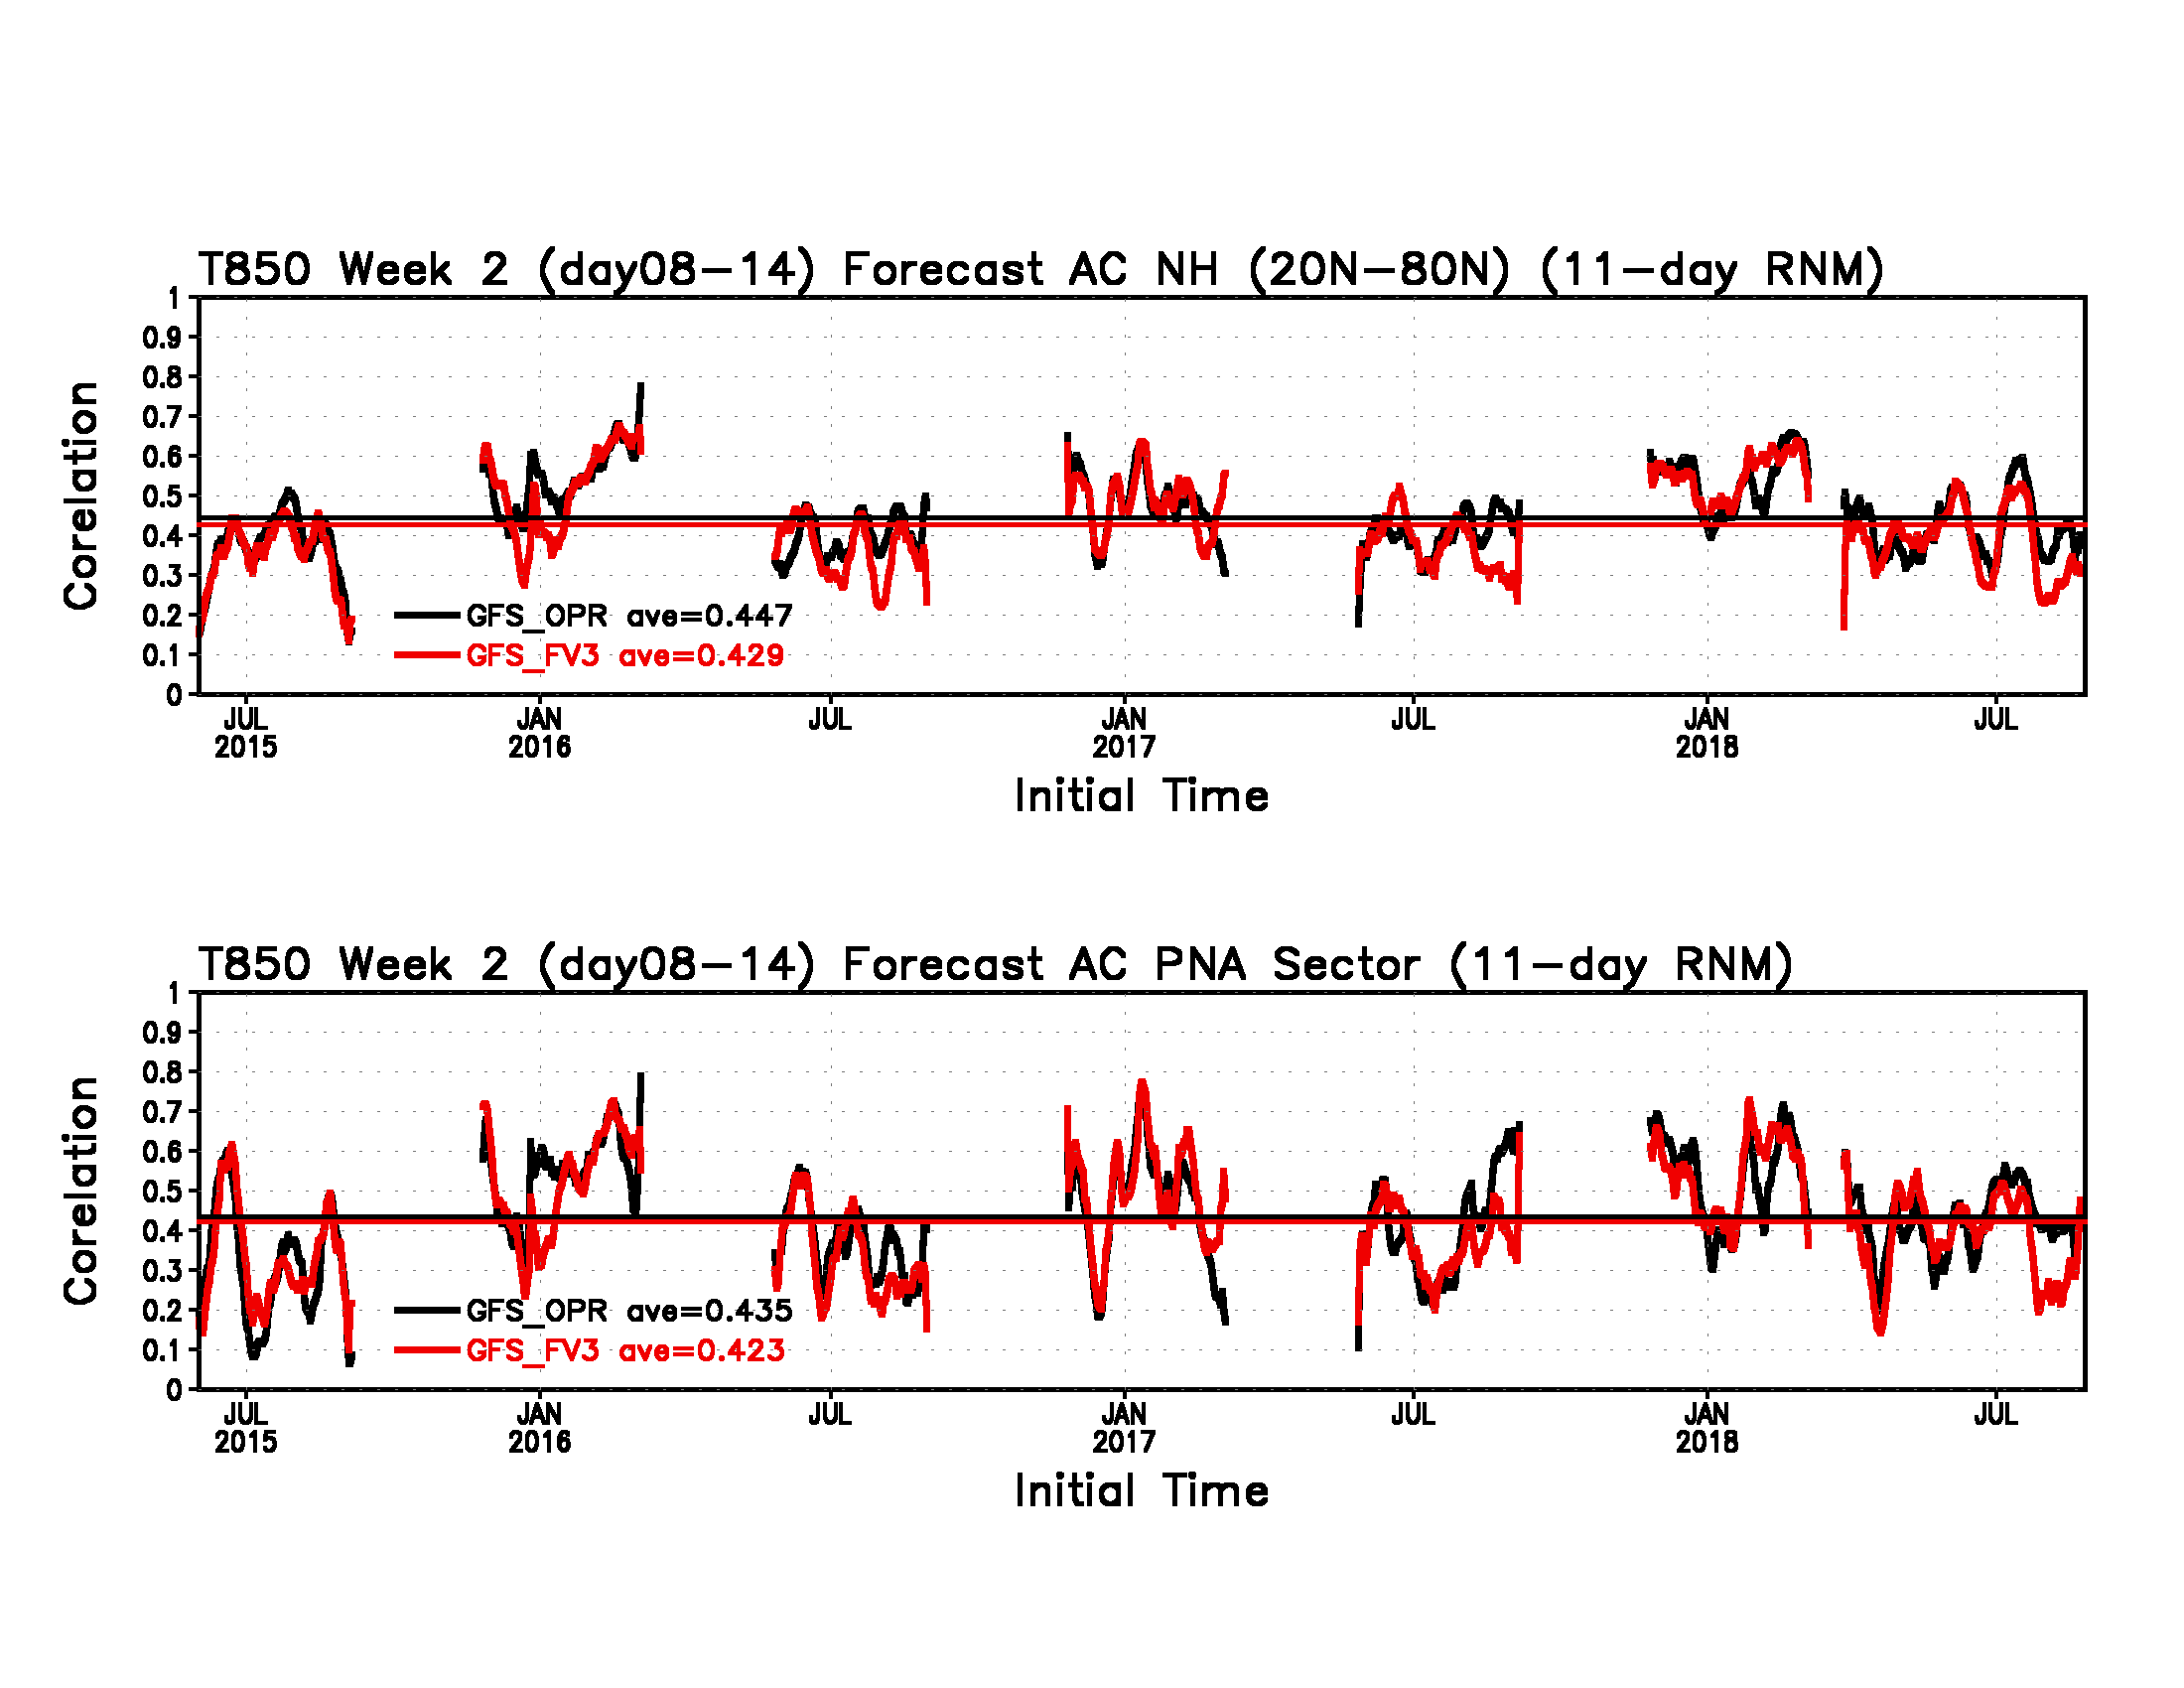 T850 Week 2 (day08-14) Forecast AC NH (20N-80N) (11-day RNM)
1
0.9
0.8
0.7
0.6
0.5
0.4
0.3
0.2
0.1
0
Corelation
GFS_OPR ave=0.447
GFS_FV3 ave=0.429
JUL JAN JUL JAN JUL JAN JUL
2015 2016 2017 2018
Initial Time
T850 Week 2 (day08-14) Forecast AC PNA Sector (11-day RNM)
1
0.9
0.8
0.7
0.6
0.5
0.4
0.3
0.2
0.1
0
Corelation
GFS_OPR ave=0.435
GFS_FV3 ave=0.423
JUL JAN JUL JAN JUL JAN JUL
2015 2016 2017 2018
Initial Time